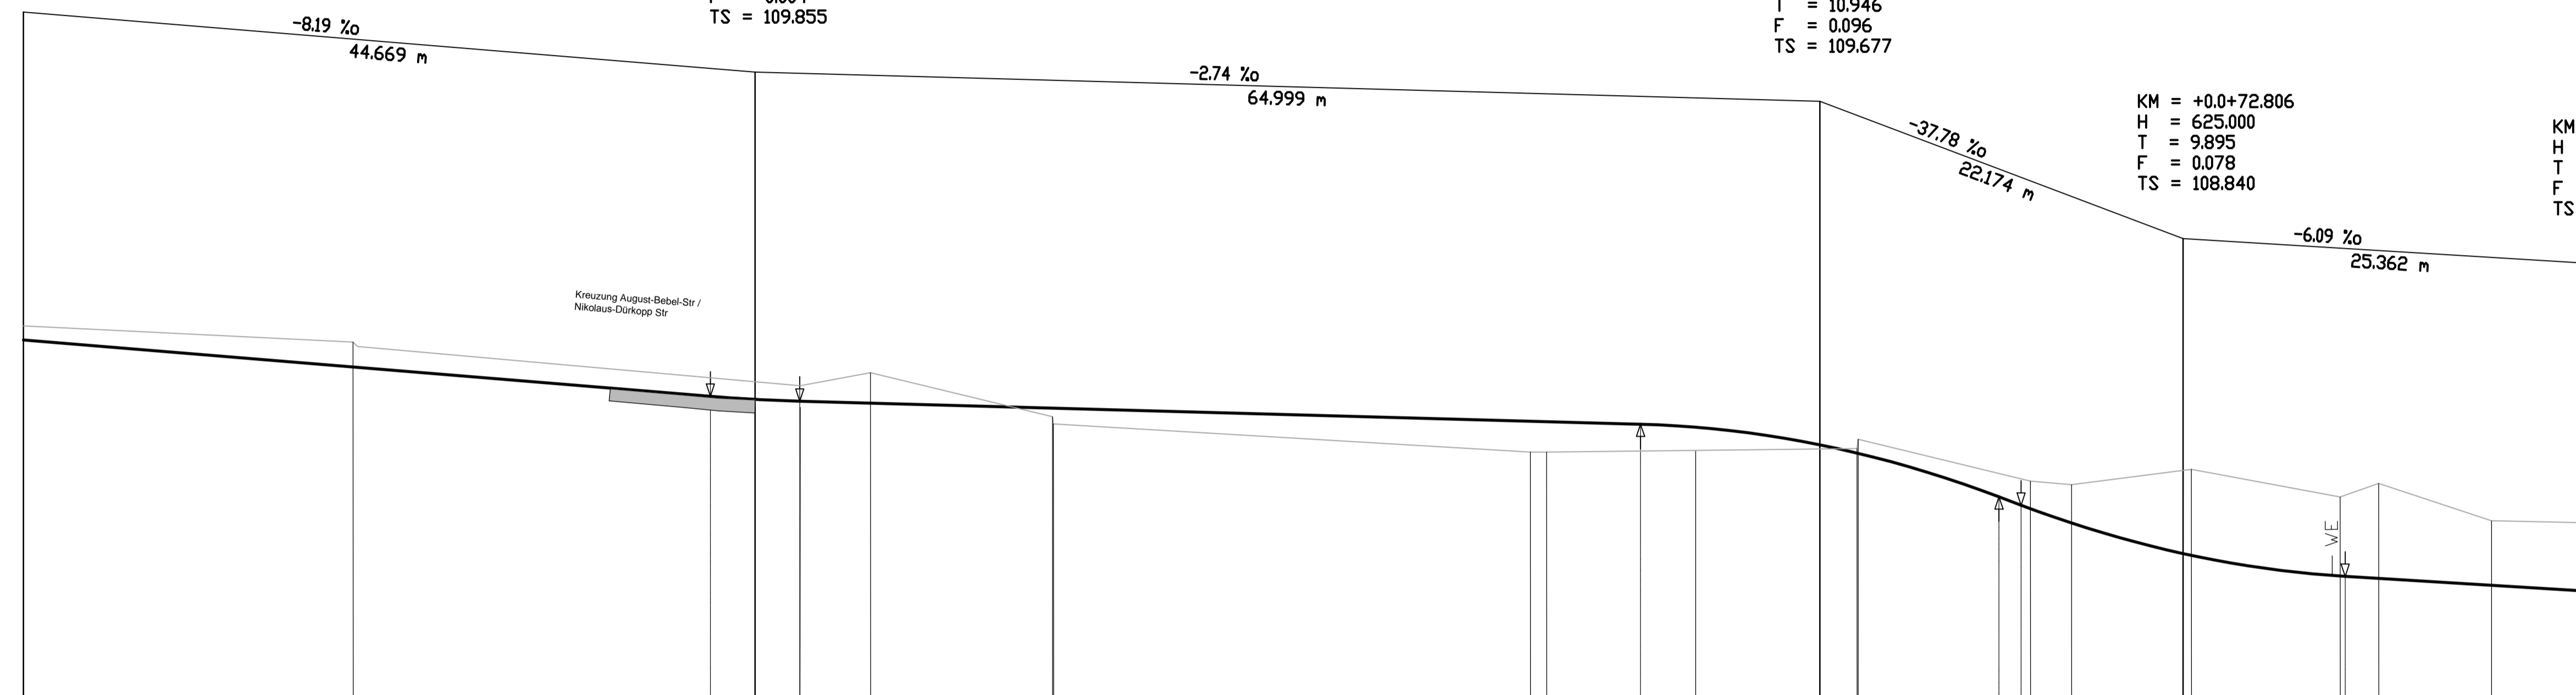 TS = 109.855
-8.19 %o
44.669 m
-2.74 %o
64.999 m
T = 10.946
F = 0.096
TS = 109.677
-37.78 %o
22.174 m
KM = +0.0+72.806
H = 625.000
T = 9.895
F = 0.078
TS = 108.840
-6.09 %o
25.362 m
KM
H
T
F
TS
Kreuzung August-Bebel-Str /
Nikolaus-Dürkopp Str
WE